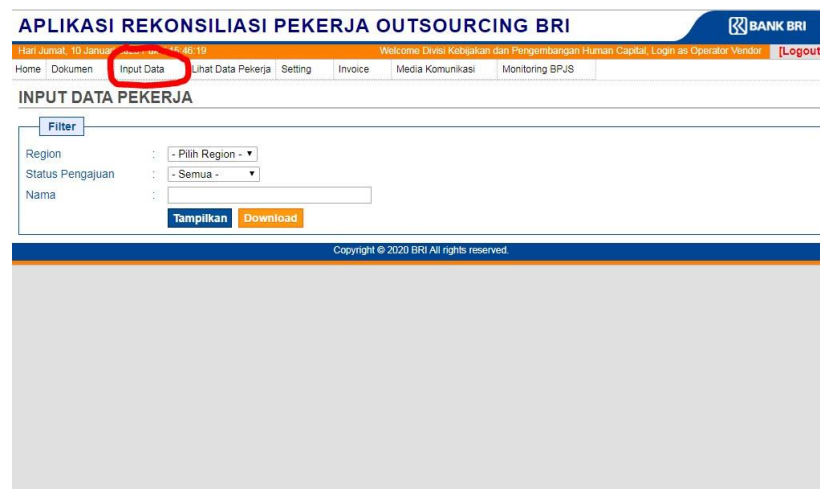 APLIKASI REKONSILIASI PEKERJA OUTSOURCING BRI
BANK BRI
Hari Jumat, 10 Januar 15:46:19 Welcome Divisi Kebijakan dan Pengembangan Human Capital, Login as Operator Vendor [Logout
Home Dokumen Input Data Lihat Data Pekerja Setting Invoice Media Komunikasi Monitoring BPJS
INPUT DATA PEKERJA
Filter
Region : - Pilih Region -
Status Pengajuan : - Semua -
Nama :
Tampilkan Download
Copyright © 2020 BRI All rights reserved.